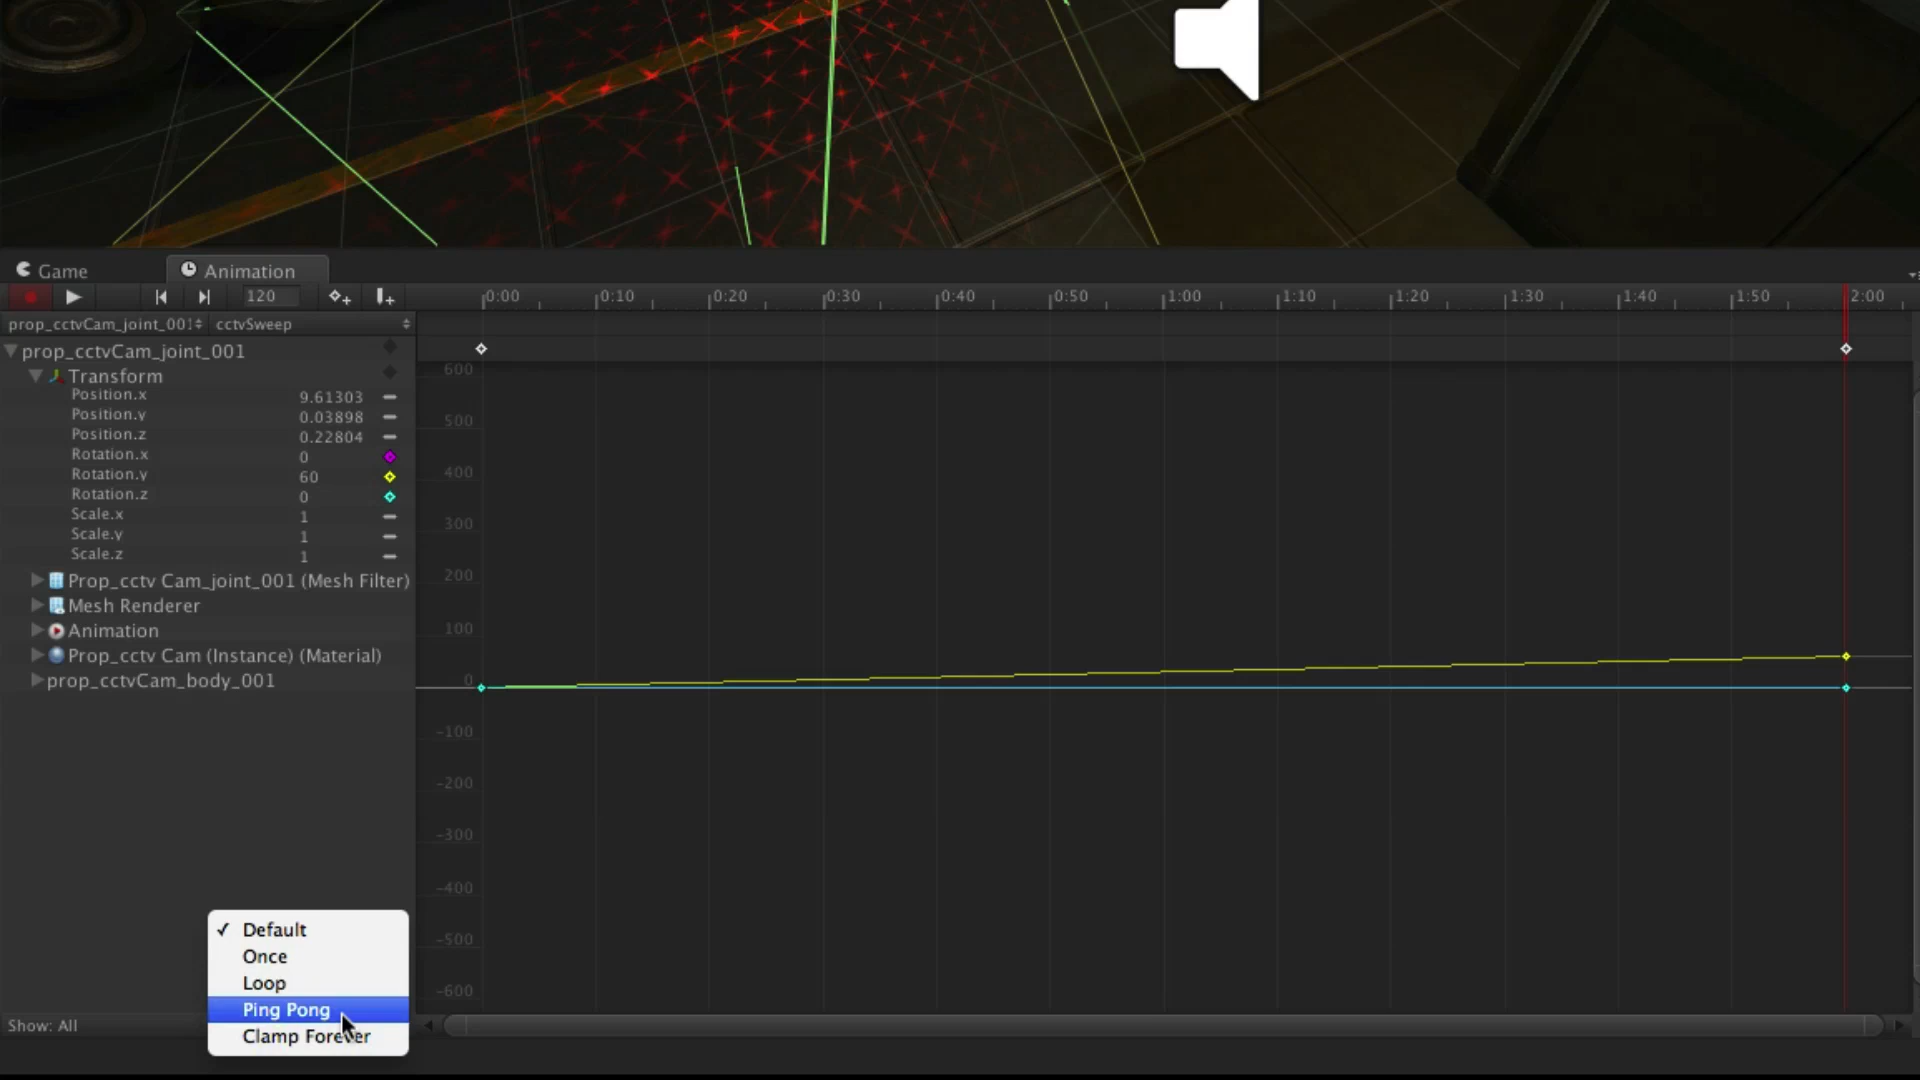 Game
Animation
120
0:00 0:10 0:20 0:30 0:40 0:50 1:00 1:10 1:20 1:30 1:40 1:50 2:00
prop_cctvCam_joint_001
cctvSweep
prop_cctvCam_joint_001
Transform
Position.x 9.61303
Position.y 0.03898
Position.z 0.22804
Rotation.x 0
Rotation.y 60
Rotation.z 0
Scale.x 1
Scale.y 1
Scale.z 1
Prop_cctv Cam_joint_001 (Mesh Filter)
Mesh Renderer
Animation
Prop_cctv Cam (Instance) (Material)
prop_cctvCam_body_001
600
500
400
300
200
100
0
-100
-200
-300
-400
-500
-600
Default
Once
Loop
Ping Pong
Clamp Forever
Show: All